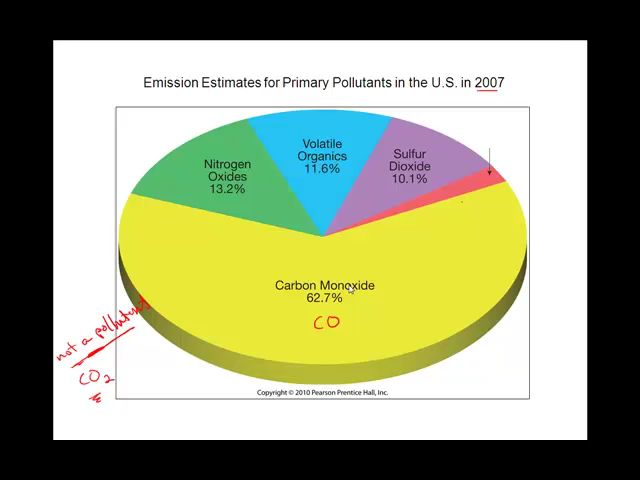 Emission Estimates for Primary Pollutants in the U.S. in 2007
Volatile
Organics
11.6%
Nitrogen
Oxides
13.2%
Sulfur
Dioxide
10.1%
Carbon Monoxide
62.7%
CO
not a pollutant
CO₂
Copyright © 2010 Pearson Prentice Hall, Inc.